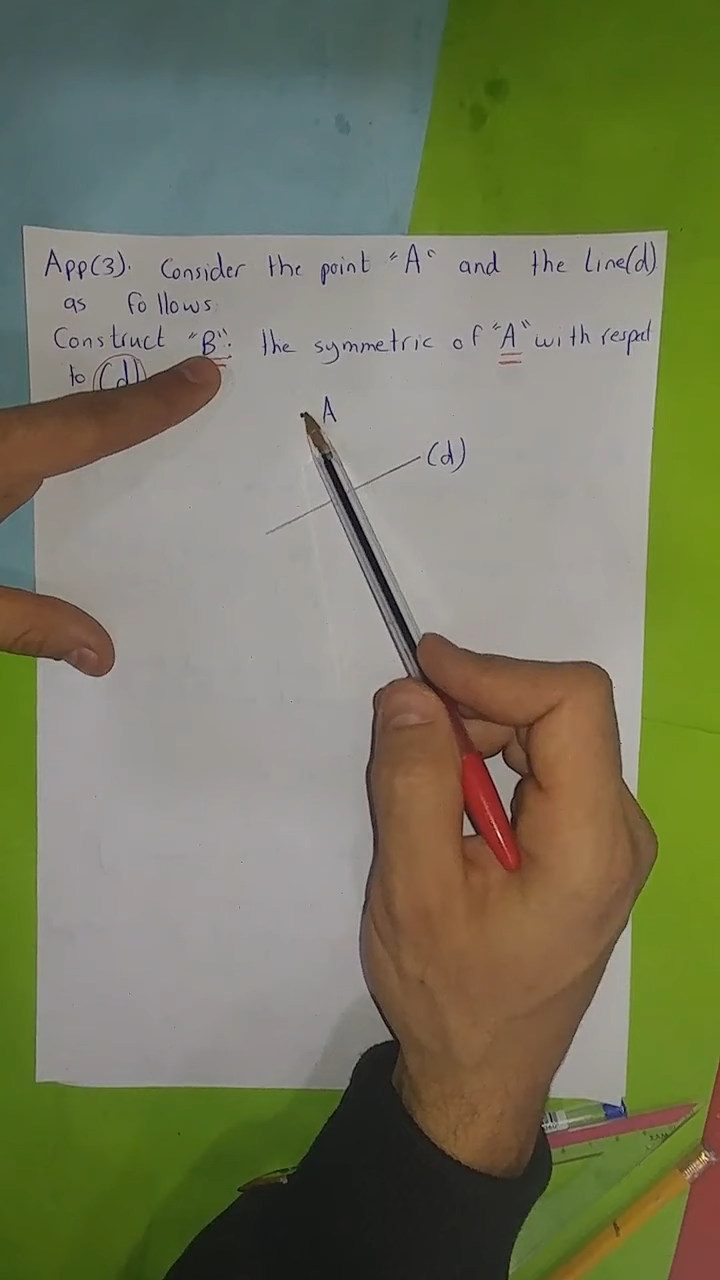 App(3). Consider the point "A" and the Line(d)
as follows:
Construct "B": the symmetric of "A" with respect
to (d)
A
(d)